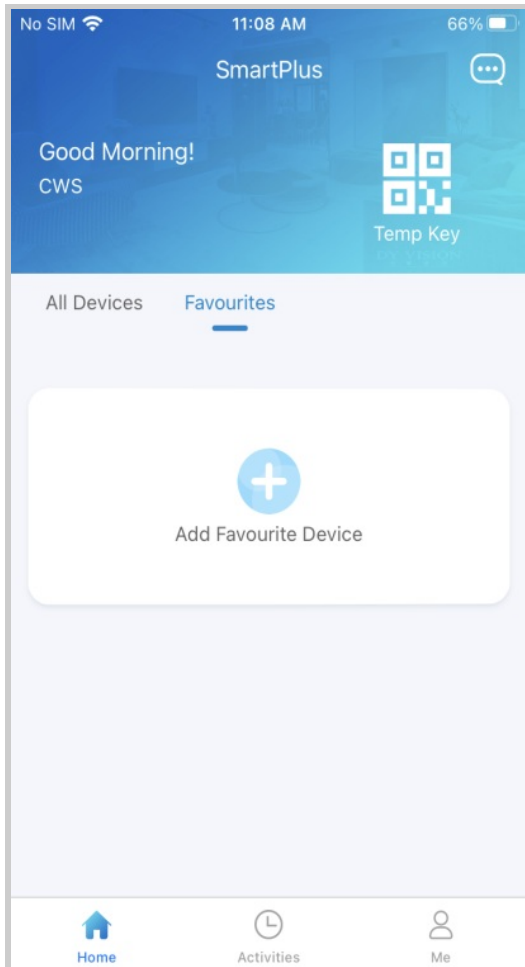 No SIM 11:08 AM 66%
SmartPlus
Good Morning!
CWS
Temp Key
All Devices Favourites
Add Favourite Device
Home Activities Me